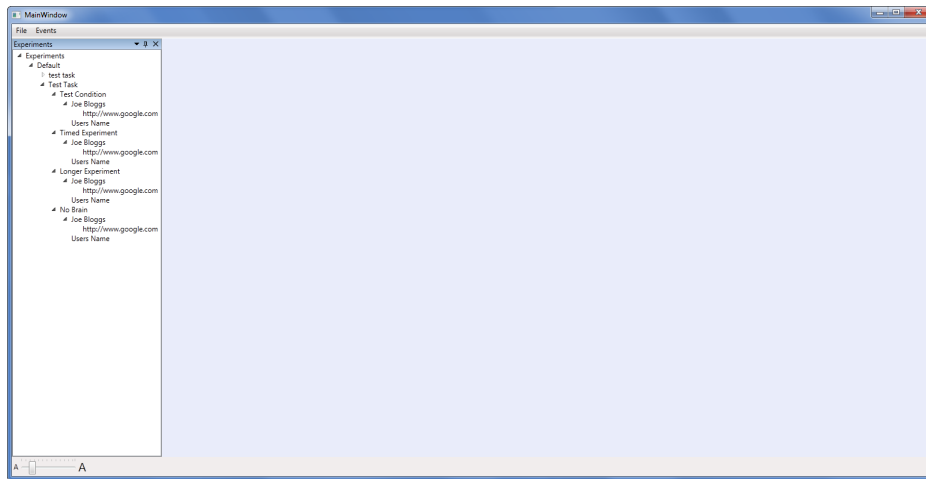 MainWindow
File Events
Experiments
Experiments
Default
test task
Test Task
Test Condition
Joe Bloggs
http://www.google.com
Users Name
Timed Experiment
Joe Bloggs
http://www.google.com
Users Name
Longer Experiment
Joe Bloggs
http://www.google.com
Users Name
No Brain
Joe Bloggs
http://www.google.com
Users Name
A A